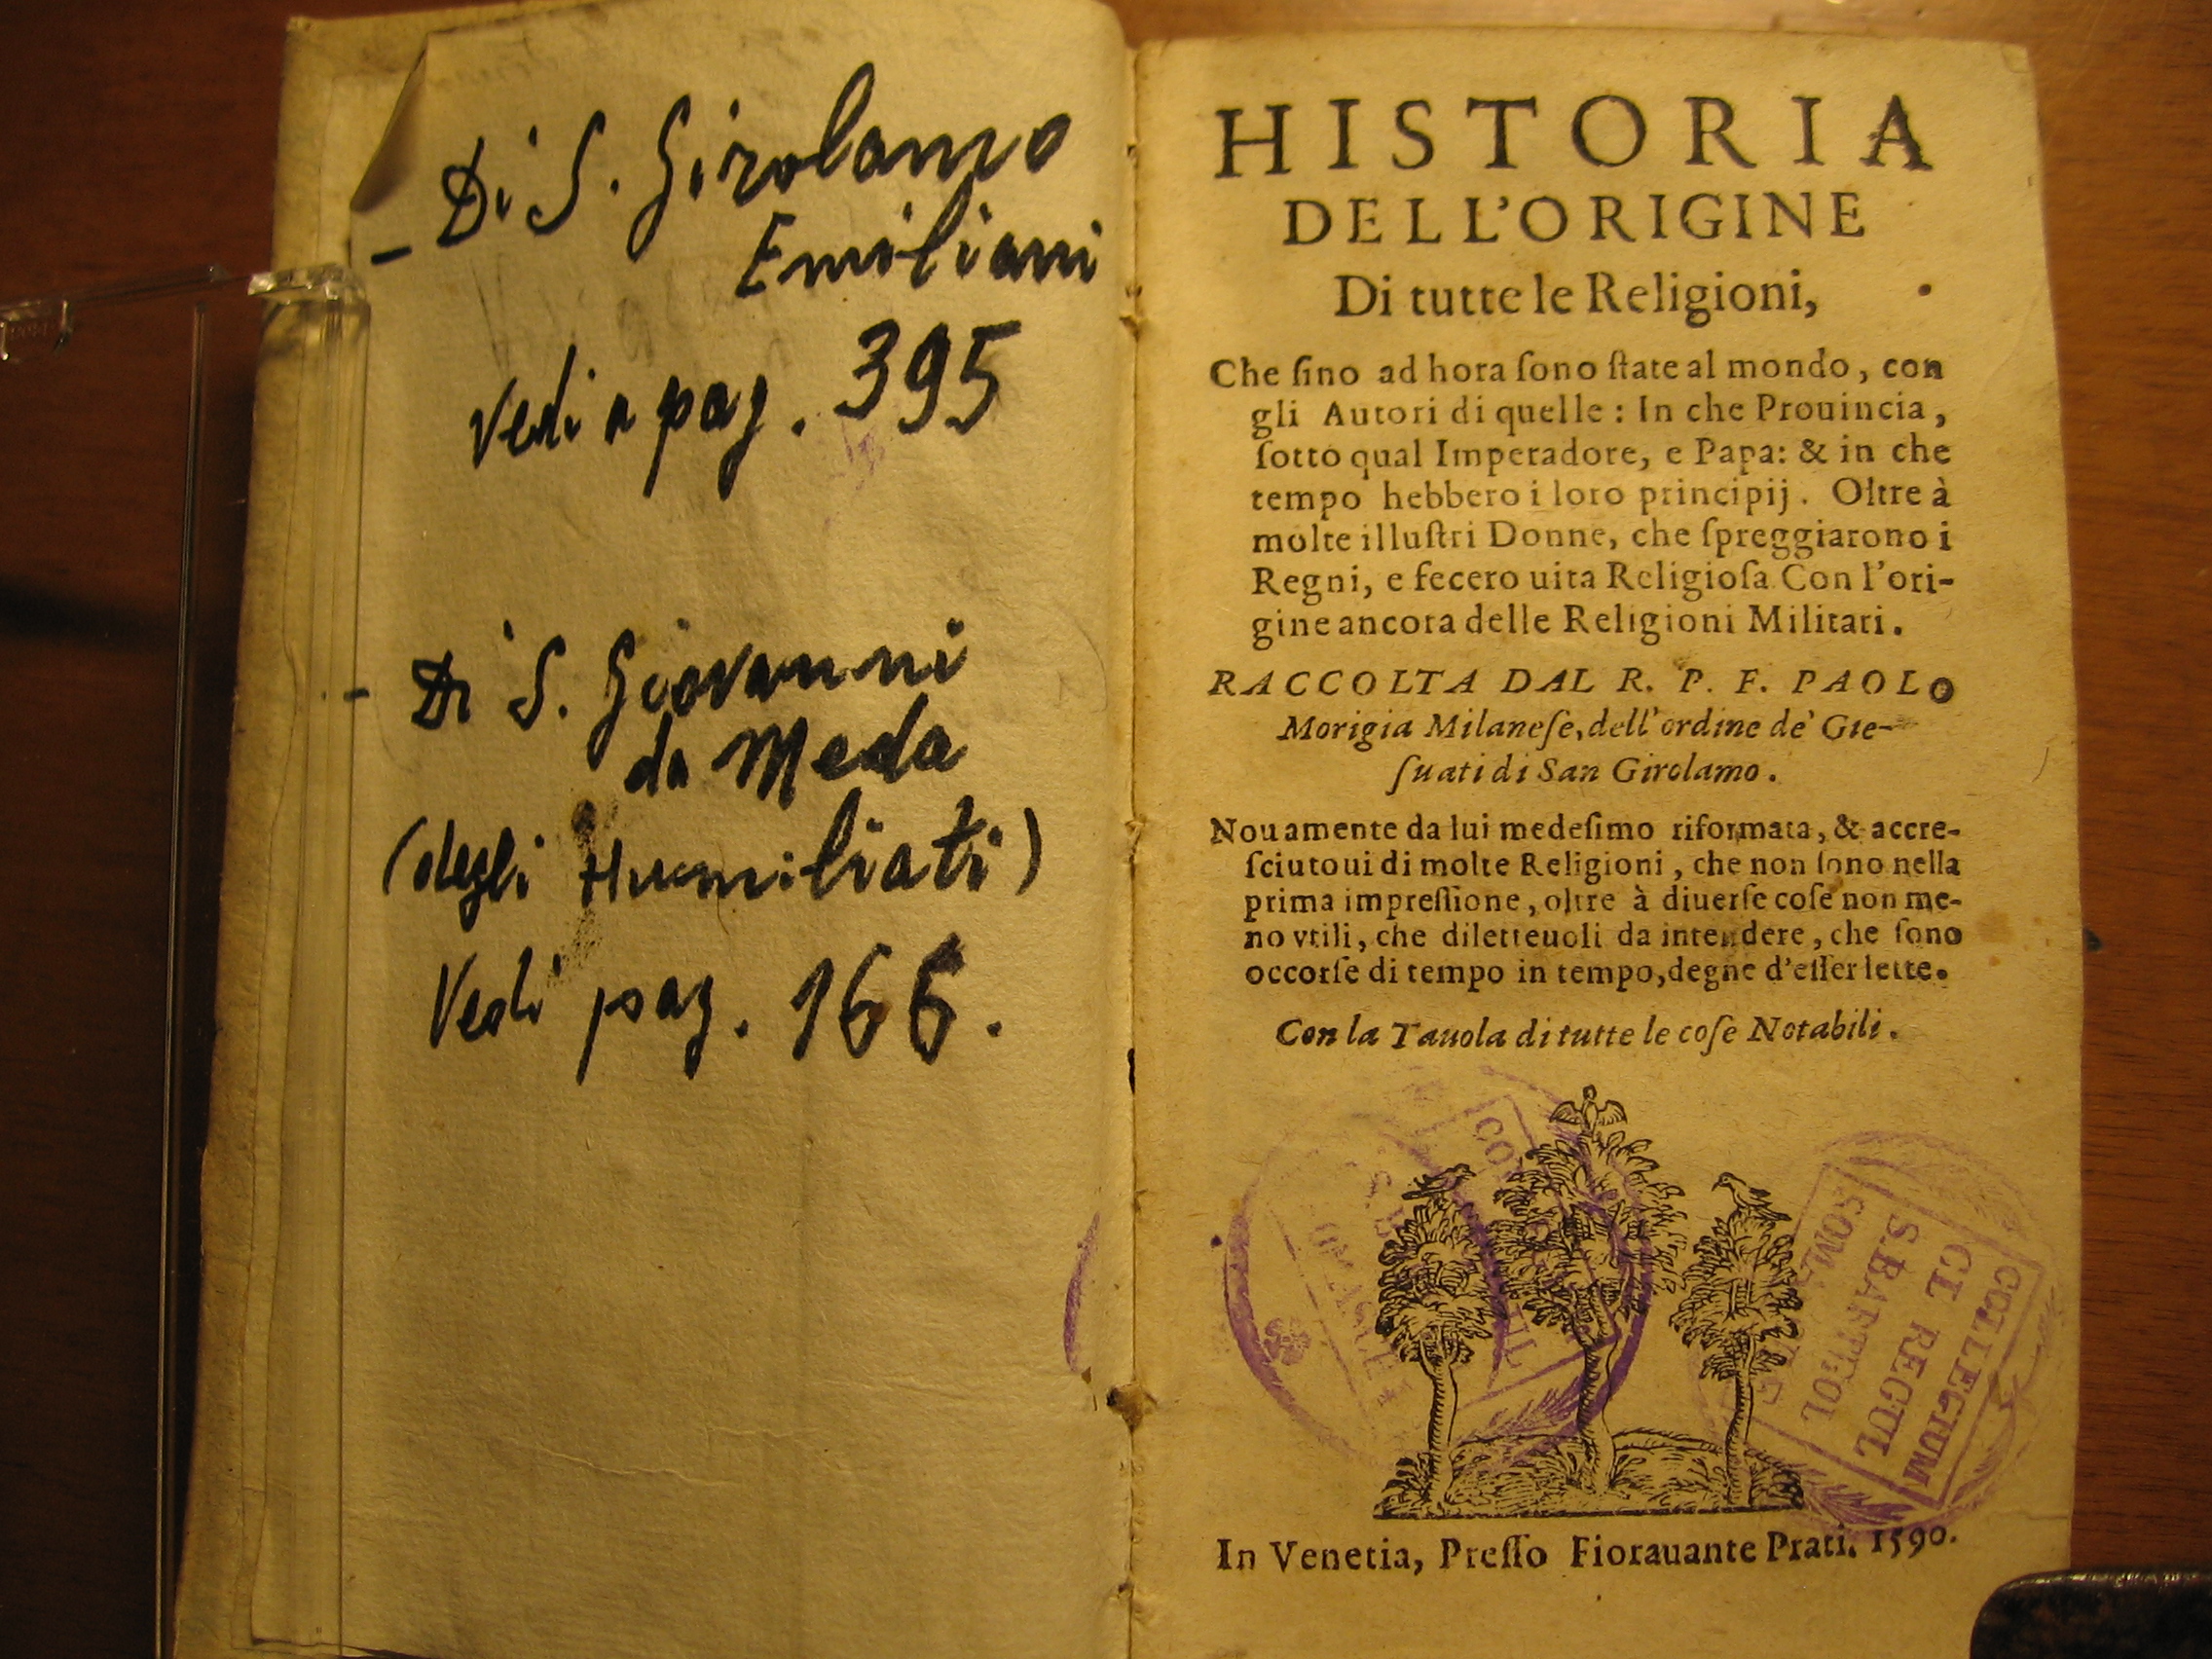 - Di S. Girolamo
Emiliani
vedi a pag. 395
- Di S. Giovanni
da Meda
(degli Humiliati)
Vedi pag. 166.
HISTORIA
DELL'ORIGINE
Di tutte le Religioni,
Che ſino ad hora ſono ſtate al mondo, con
gli Autori di quelle: In che Prouincia,
ſotto qual Imperadore, e Papa: & in che
tempo hebbero i loro principij. Oltre à
molte illuſtri Donne, che ſpreggiarono i
Regni, e fecero uita Religioſa Con l'ori-
gine ancora delle Religioni Militari.
RACCOLTA DAL R. P. F. PAOLO
Morigia Milaneſe, dell'ordine de' Gie-
ſuati di San Girolamo.
Nouamente da lui medeſimo riformata, & accre-
ſciutoui di molte Religioni, che non ſono nella
prima impreſſione, oltre à diuerſe coſe non me-
no vtili, che diletteuoli da intendere, che ſono
occorſe di tempo in tempo, degne d'eſſer lette.
Con la Tauola di tutte le coſe Notabili.
COLLEGIUM
CL REGUL
S. BARTHOL
SOM
In Venetia, Preſſo Fiorauante Prati. 1590.